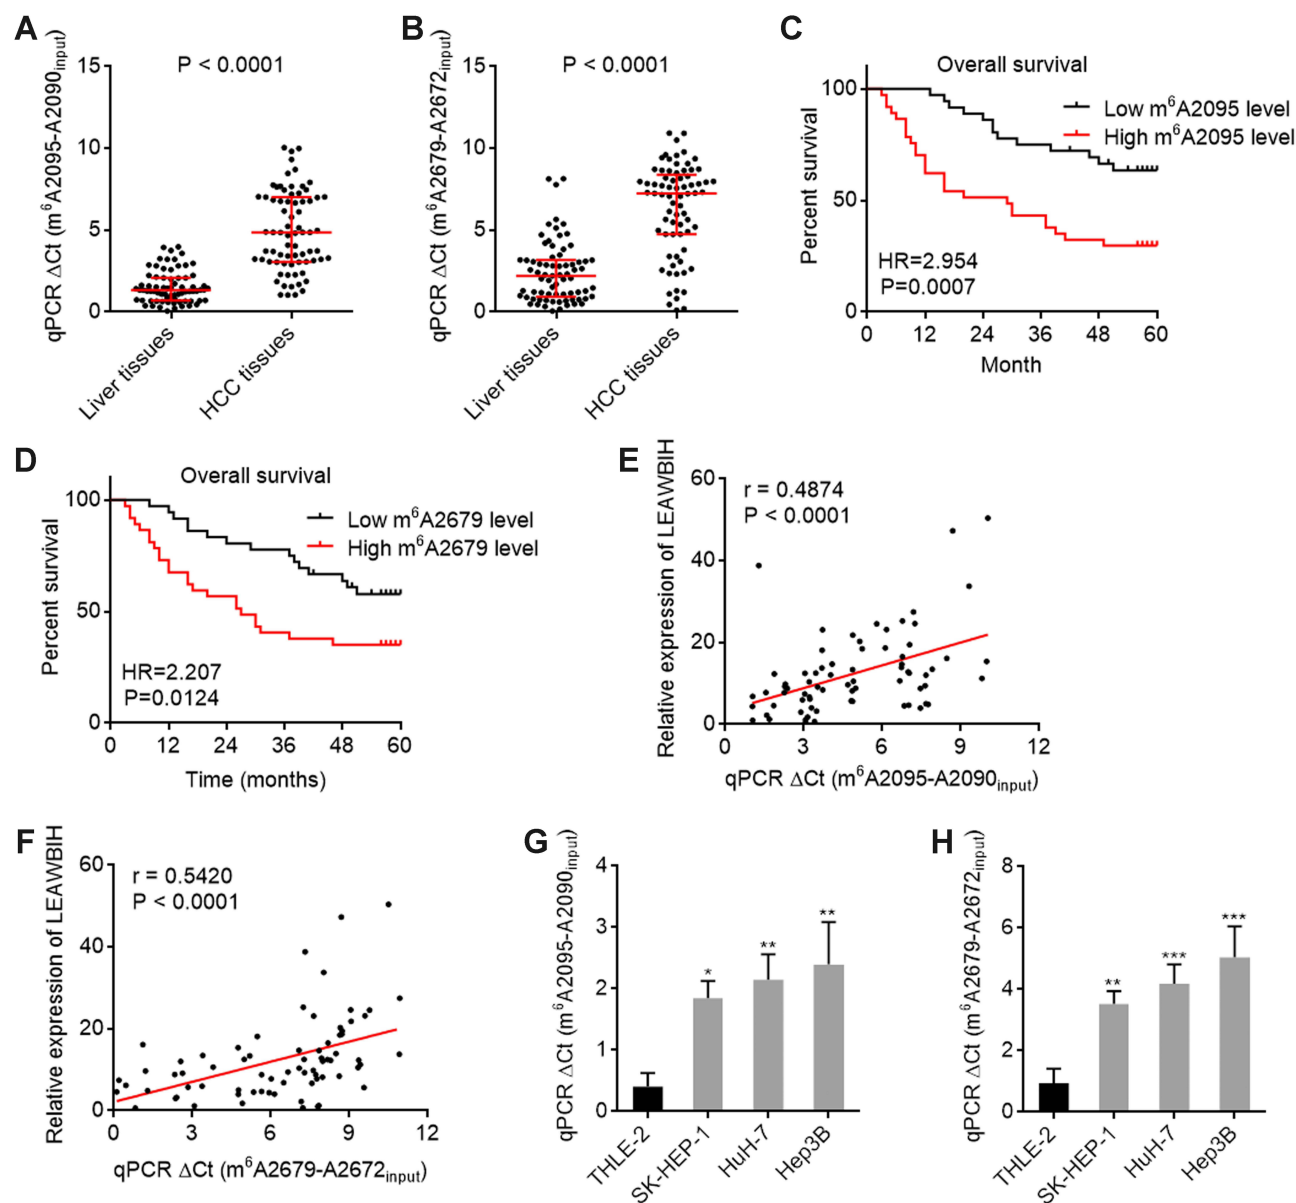 A
qPCR ΔCt (m⁶A2095-A2090input)
P < 0.0001
15
10
5
0
Liver tissues
HCC tissues
B
qPCR ΔCt (m⁶A2679-A2672input)
P < 0.0001
15
10
5
0
Liver tissues
HCC tissues
C
Overall survival
Percent survival
100
50
0
Low m⁶A2095 level
High m⁶A2095 level
HR=2.954
P=0.0007
0 12 24 36 48 60
Month
D
Overall survival
Percent survival
100
50
0
Low m⁶A2679 level
High m⁶A2679 level
HR=2.207
P=0.0124
0 12 24 36 48 60
Time (months)
E
Relative expression of LEAWBIH
60
40
20
0
r = 0.4874
P < 0.0001
0 3 6 9 12
qPCR ΔCt (m⁶A2095-A2090input)
F
Relative expression of LEAWBIH
60
40
20
0
r = 0.5420
P < 0.0001
0 3 6 9 12
qPCR ΔCt (m⁶A2679-A2672input)
G
qPCR ΔCt (m⁶A2095-A2090input)
4
3
2
1
0
*
**
**
THLE-2
SK-HEP-1
HuH-7
Hep3B
H
qPCR ΔCt (m⁶A2679-A2672input)
8
6
4
2
0
**
***
***
THLE-2
SK-HEP-1
HuH-7
Hep3B